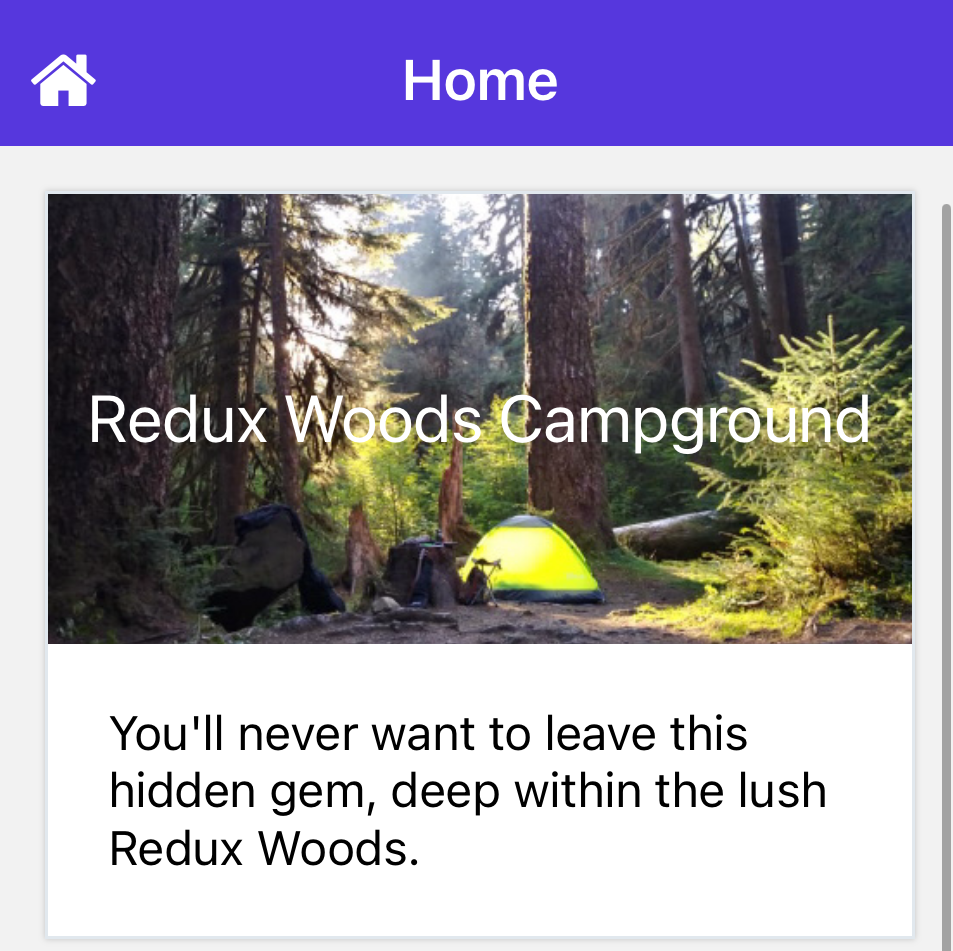 Home
Redux Woods Campground
You'll never want to leave this
hidden gem, deep within the lush
Redux Woods.